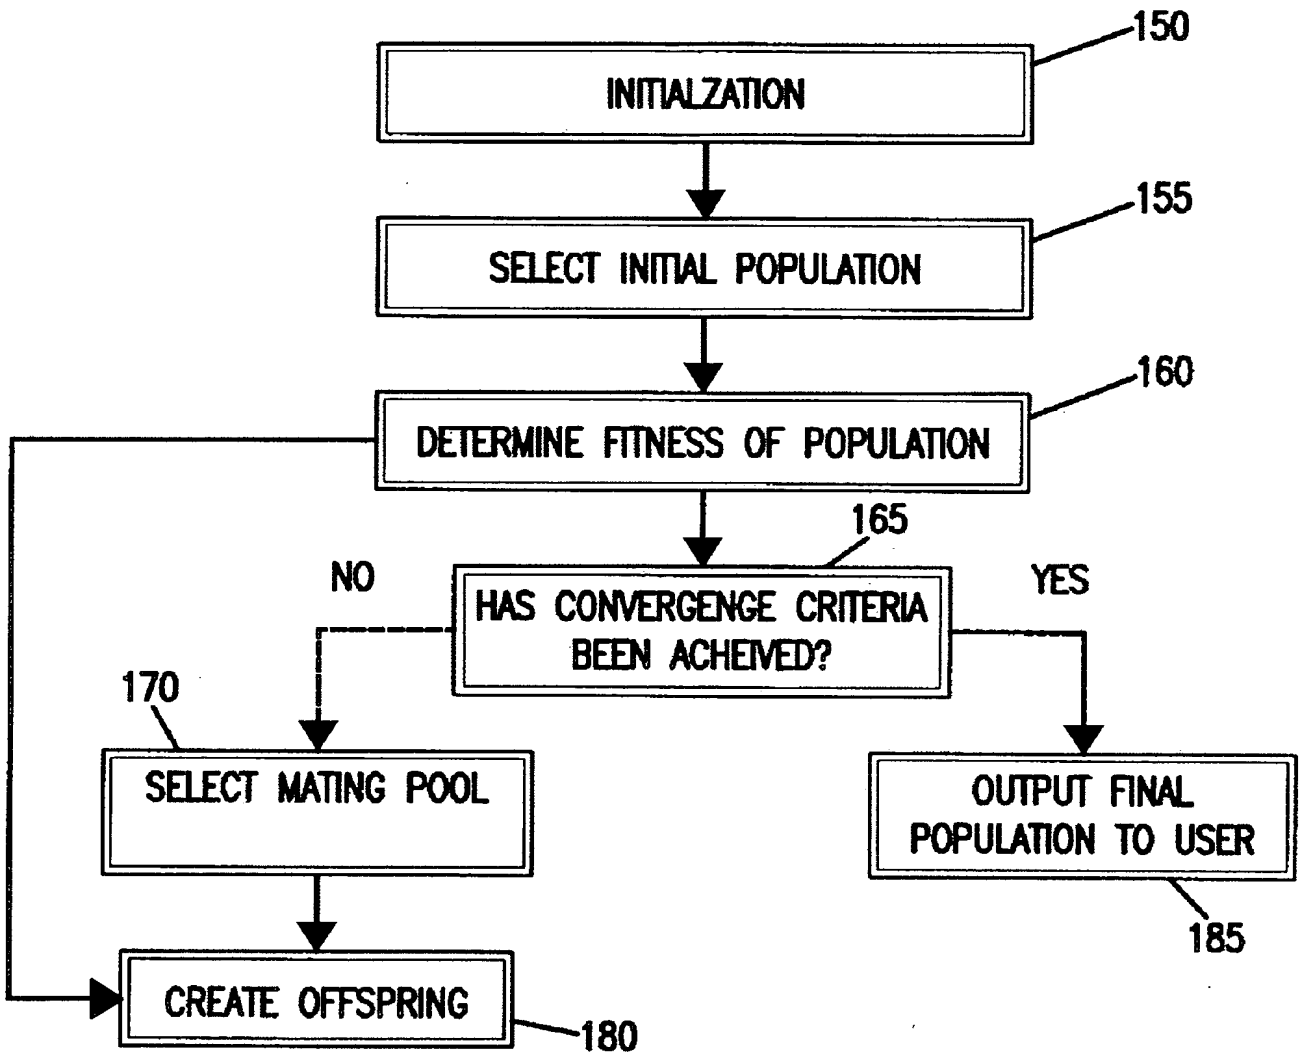 150
INITIALZATION
155
SELECT INITIAL POPULATION
160
DETERMINE FITNESS OF POPULATION
165
NO
YES
HAS CONVERGENGE CRITERIA
BEEN ACHEIVED?
170
SELECT MATING POOL
OUTPUT FINAL
POPULATION TO USER
185
CREATE OFFSPRING
180